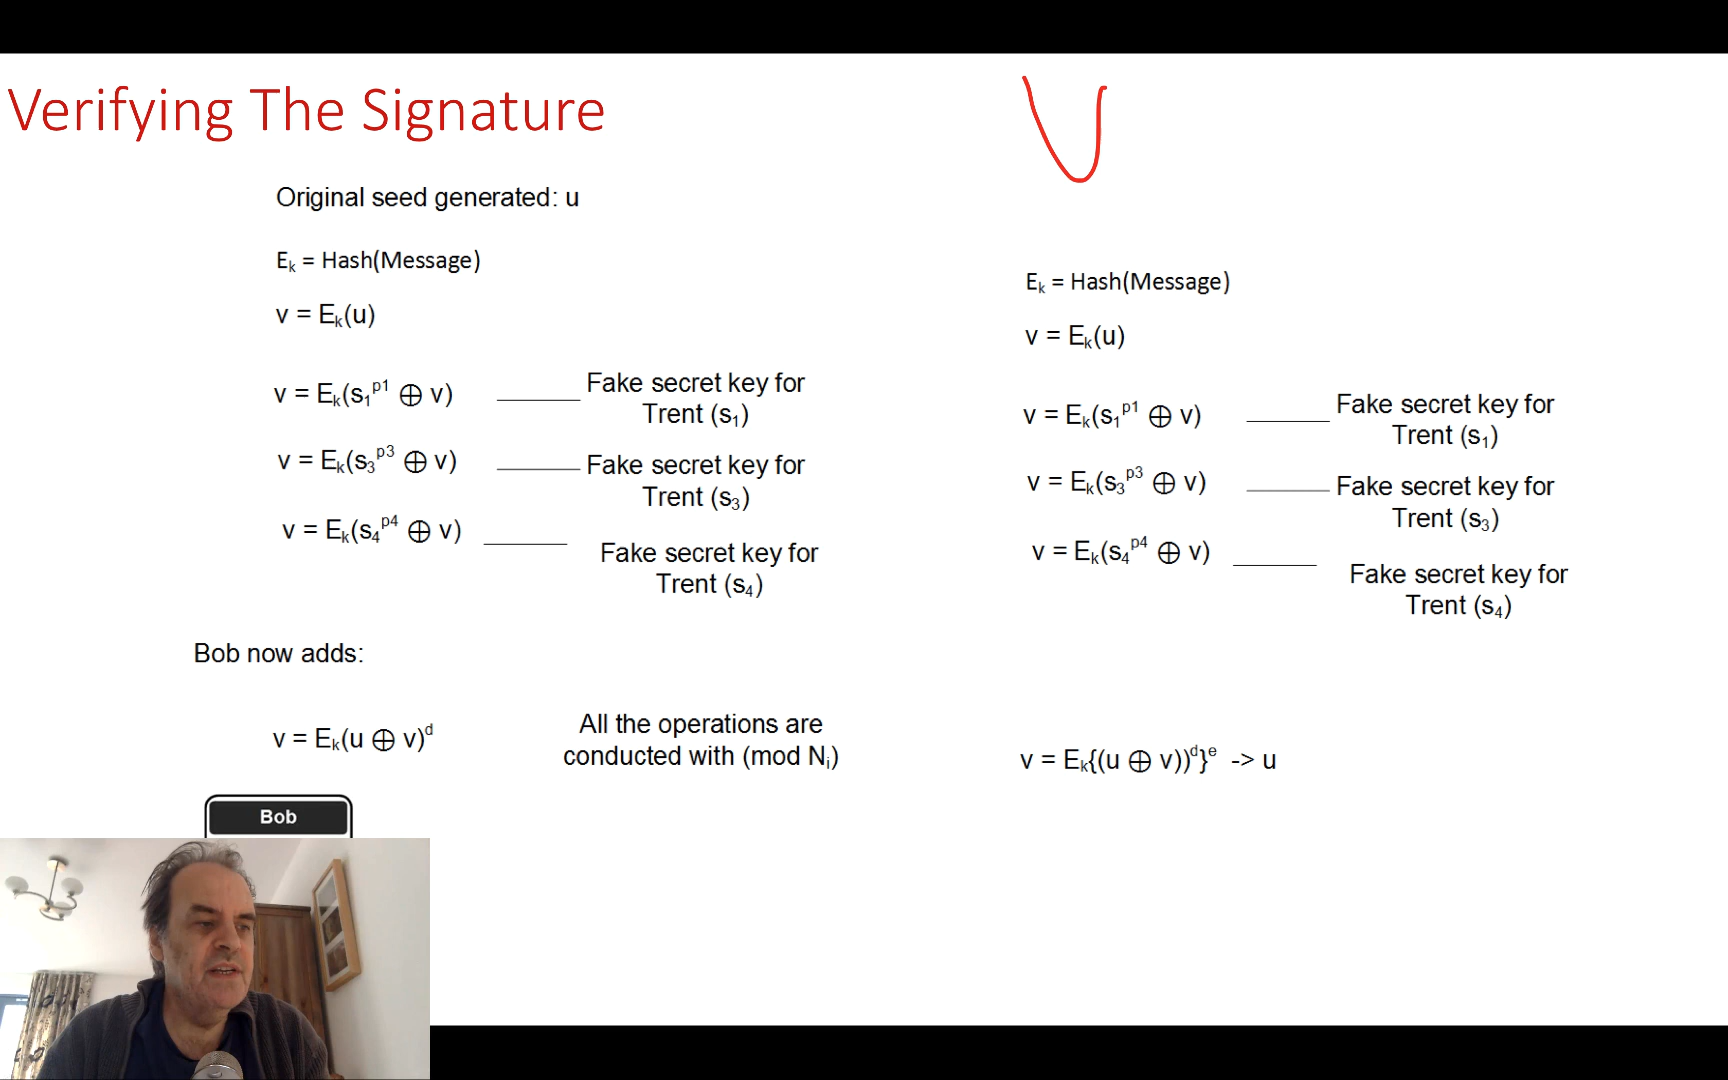 Verifying The Signature
U
Original seed generated: u
Eₖ = Hash(Message)
v = Eₖ(u)
v = Eₖ(s₁ᵖ¹ ⊕ v)
Fake secret key for
Trent (s₁)
v = Eₖ(s₃ᵖ³ ⊕ v)
Fake secret key for
Trent (s₃)
v = Eₖ(s₄ᵖ⁴ ⊕ v)
Fake secret key for
Trent (s₄)
Bob now adds:
v = Eₖ(u ⊕ v)ᵈ
All the operations are
conducted with (mod Nᵢ)
Bob
Eₖ = Hash(Message)
v = Eₖ(u)
v = Eₖ(s₁ᵖ¹ ⊕ v)
Fake secret key for
Trent (s₁)
v = Eₖ(s₃ᵖ³ ⊕ v)
Fake secret key for
Trent (s₃)
v = Eₖ(s₄ᵖ⁴ ⊕ v)
Fake secret key for
Trent (s₄)
v = Eₖ{(u ⊕ v))ᵈ}ᵉ -> u